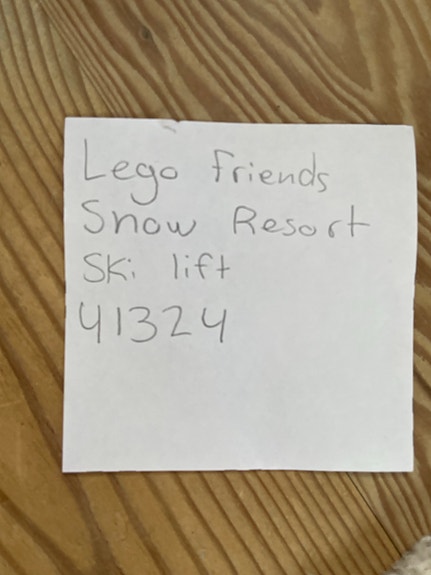 Lego friends
Snow Resort
Ski lift
41324